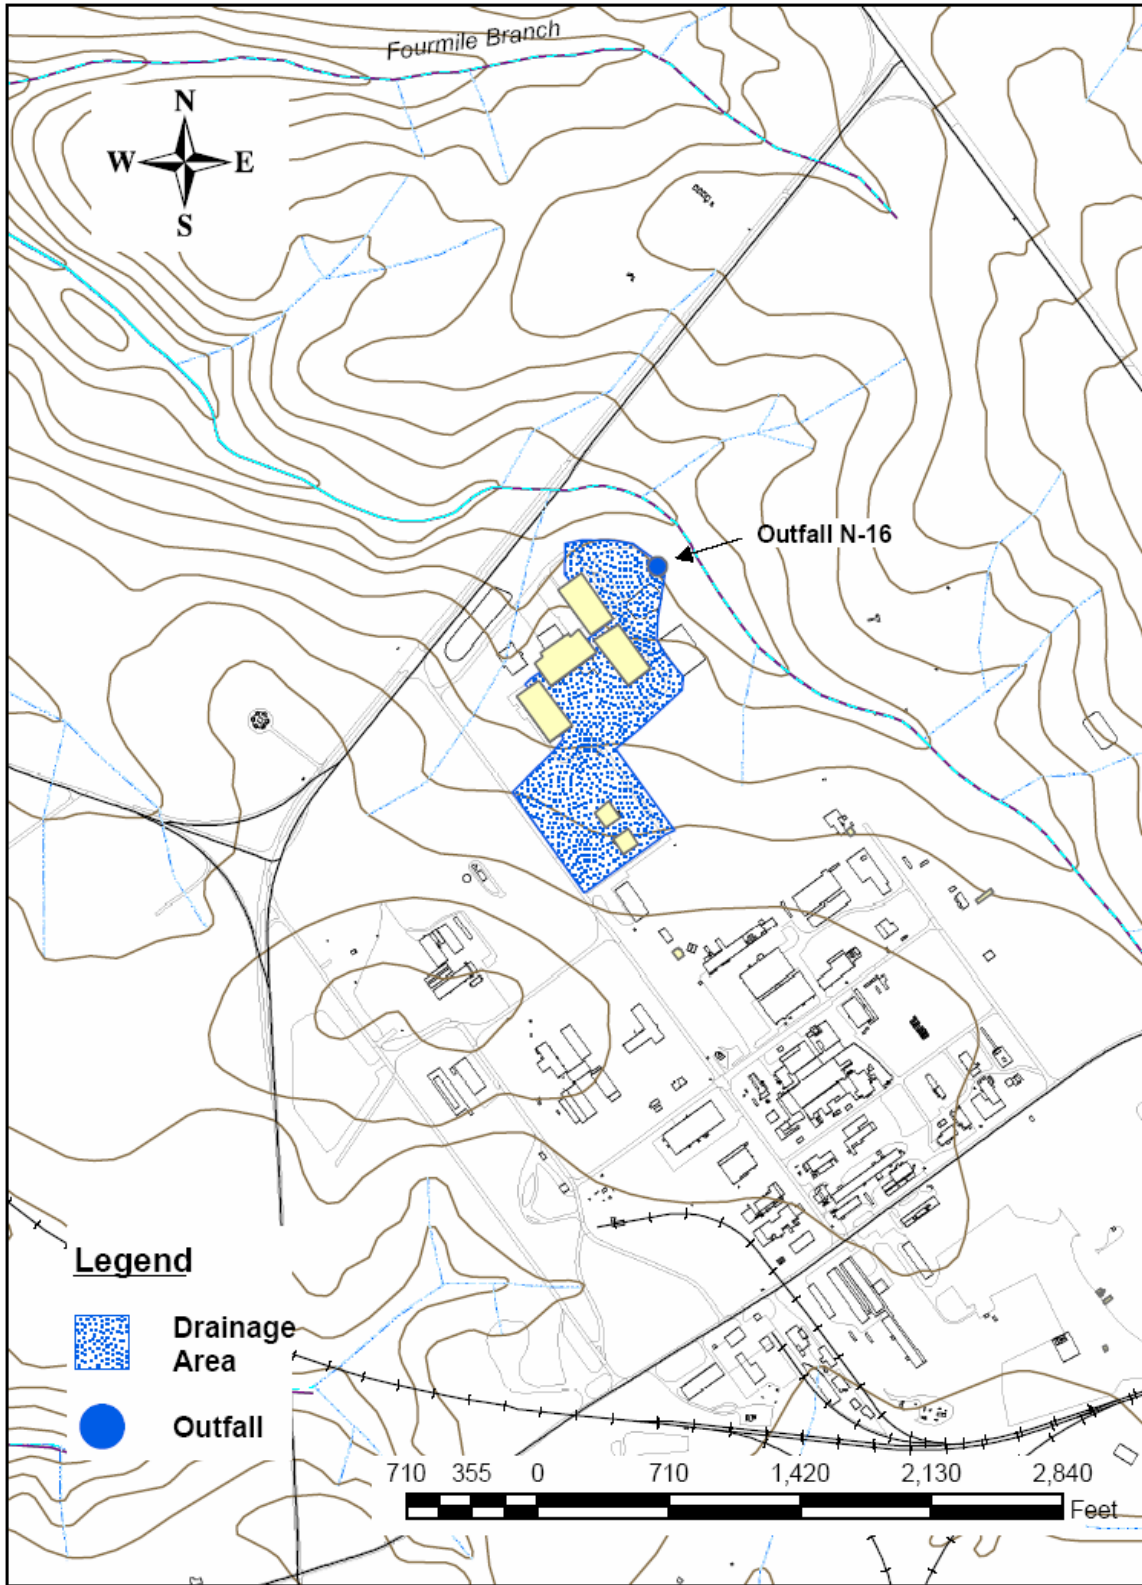 Fourmile Branch
N
W E
S
Outfall N-16
Legend
Drainage
Area
Outfall
710 355 0 710 1,420 2,130 2,840
Feet